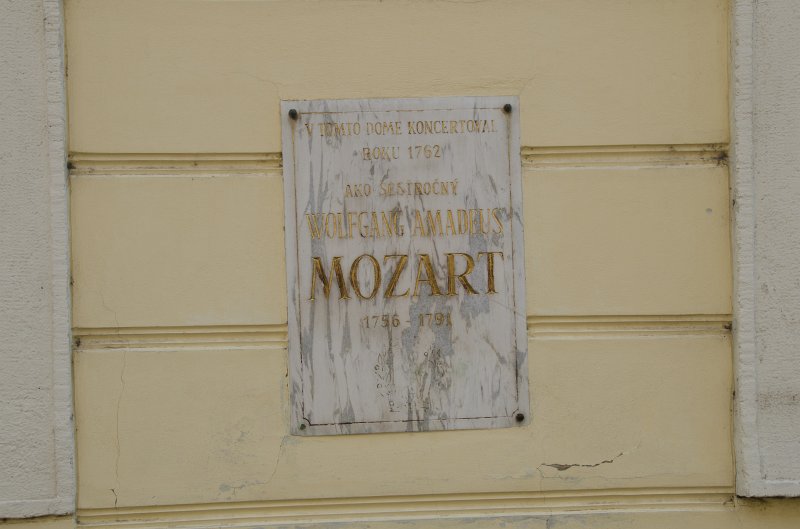 V TOMTO DOME KONCERTOVAL
ROKU 1762
AKO ŠESŤROČNÝ
WOLFGANG AMADEUS
MOZART
1756 - 1791